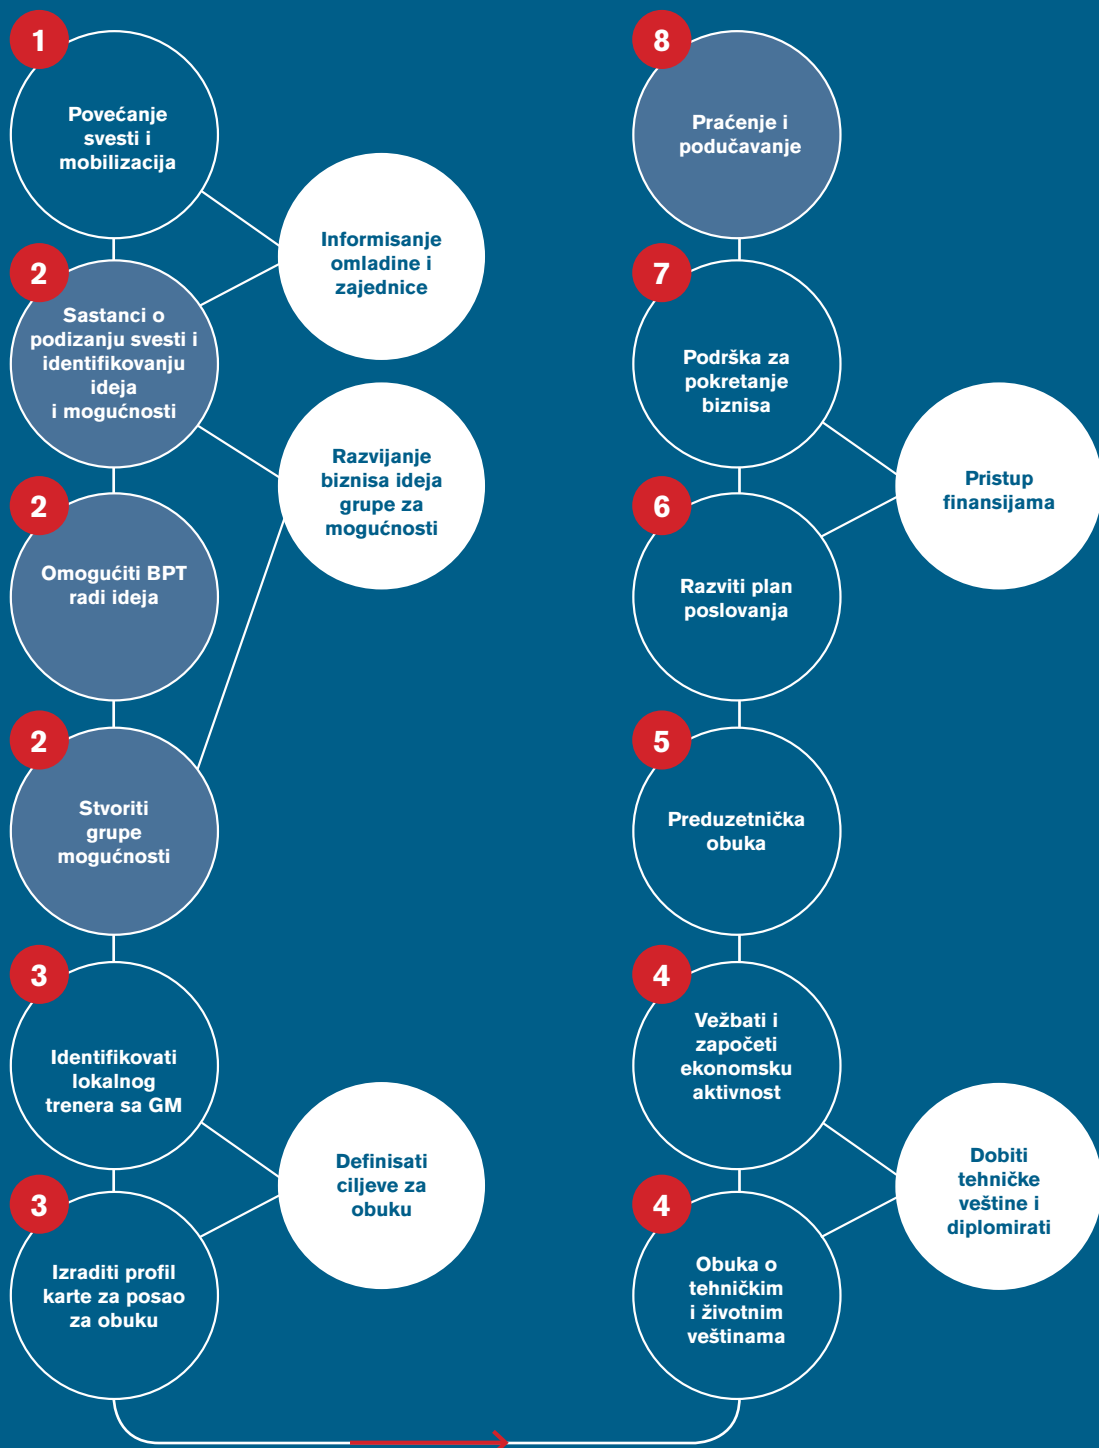 1
Povećanje
svesti i
mobilizacija
Informisanje
omladine i
zajednice
2
Sastanci o
podizanju svesti i
identifikovanju
ideja
i mogućnosti
Razvijanje
biznisa ideja
grupe za
mogućnosti
2
Omogućiti BPT
radi ideja
2
Stvoriti
grupe
mogućnosti
3
Identifikovati
lokalnog
trenera sa GM
Definisati
ciljeve za
obuku
3
Izraditi profil
karte za posao
za obuku
8
Praćenje i
podučavanje
7
Podrška za
pokretanje
biznisa
Pristup
finansijama
6
Razviti plan
poslovanja
5
Preduzetnička
obuka
4
Vežbati i
započeti
ekonomsku
aktivnost
Dobiti
tehničke
veštine i
diplomirati
4
Obuka o
tehničkim
i životnim
veštinama